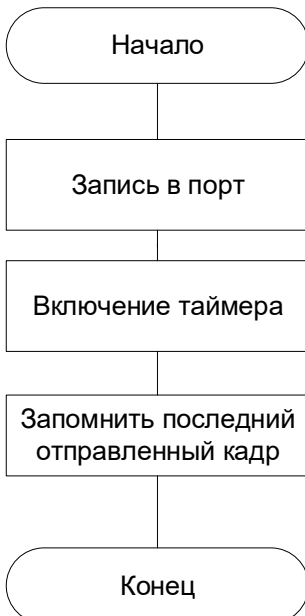 Начало
Запись в порт
Включение таймера
Запомнить последний
отправленный кадр
Конец